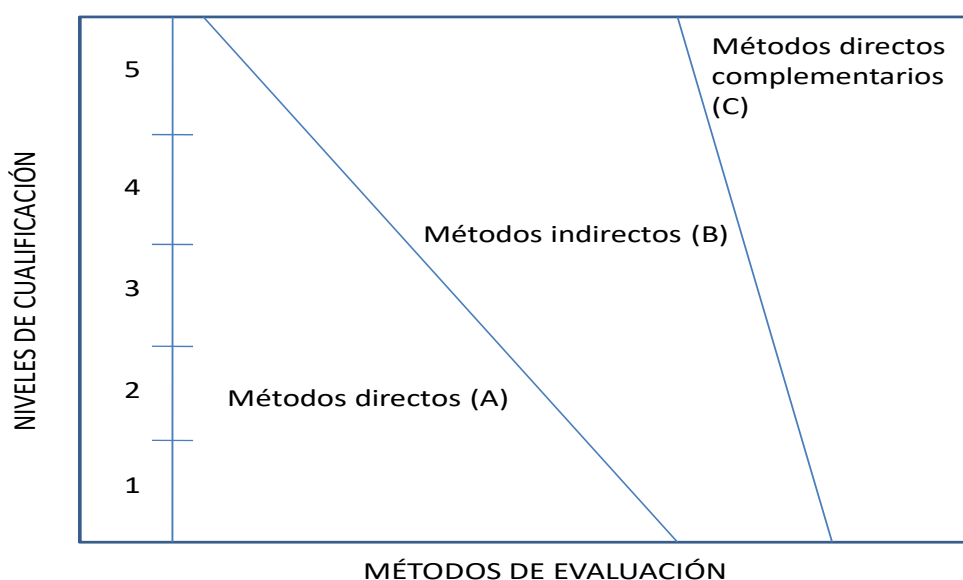 NIVELES DE CUALIFICACIÓN
5
4
3
2
1
Métodos directos
complementarios
(C)
Métodos indirectos (B)
Métodos directos (A)
MÉTODOS DE EVALUACIÓN